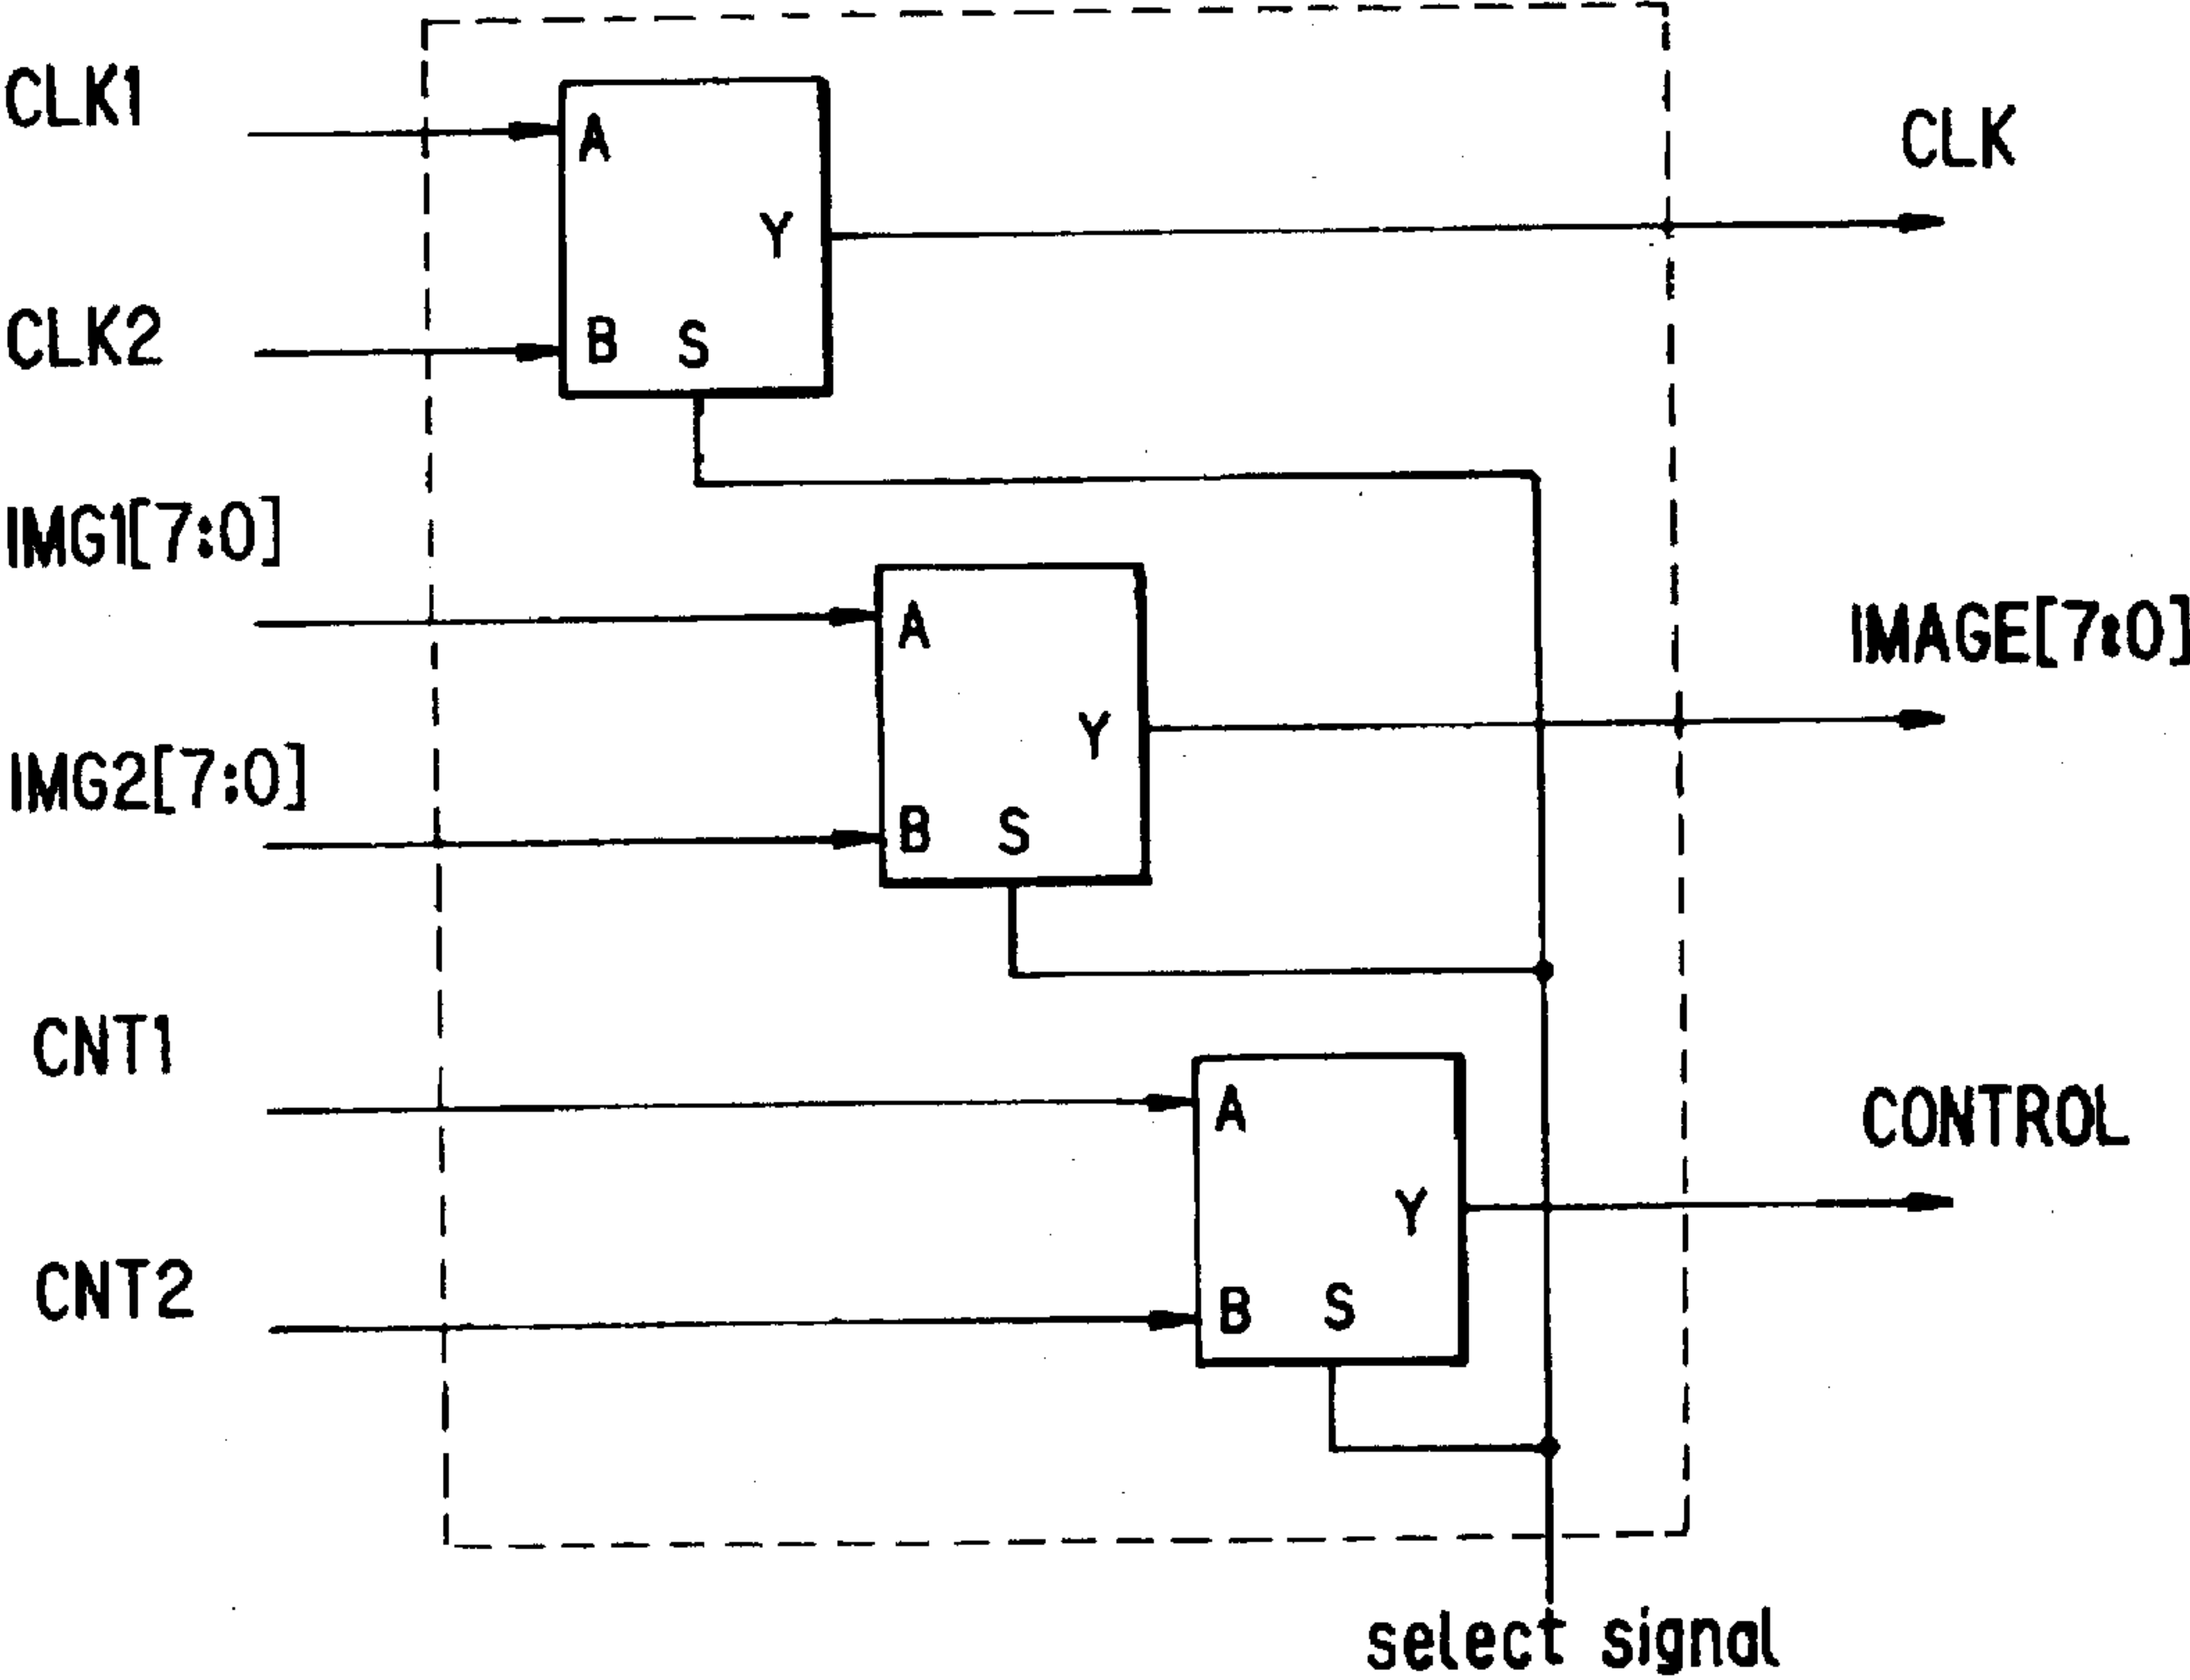 CLK1
A
CLK
Y
CLK2
B S
IMG1[7:0]
A
IMAGE[7:0]
Y
IMG2[7:0]
B S
CNT1
A
CONTROL
Y
CNT2
B S
select signal